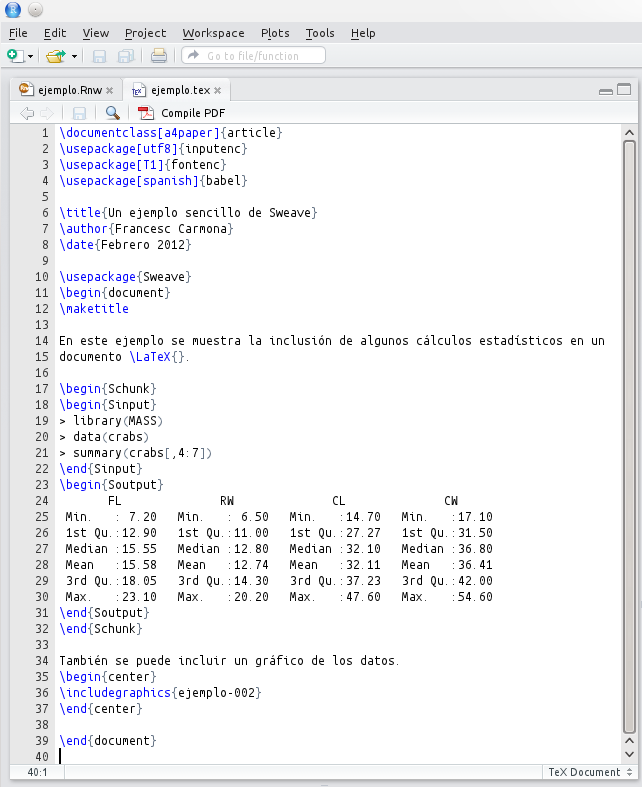 File Edit View Project Workspace Plots Tools Help
Go to file/function
ejemplo.Rnw ejemplo.tex
Compile PDF
1 \documentclass[a4paper]{article}
2 \usepackage[utf8]{inputenc}
3 \usepackage[T1]{fontenc}
4 \usepackage[spanish]{babel}
5
6 \title{Un ejemplo sencillo de Sweave}
7 \author{Francesc Carmona}
8 \date{Febrero 2012}
9
10 \usepackage{Sweave}
11 \begin{document}
12 \maketitle
13
14 En este ejemplo se muestra la inclusión de algunos cálculos estadísticos en un
15 documento \LaTeX{}.
16
17 \begin{Schunk}
18 \begin{Sinput}
19 > library(MASS)
20 > data(crabs)
21 > summary(crabs[,4:7])
22 \end{Sinput}
23 \begin{Soutput}
24 FL RW CL CW
25 Min. : 7.20 Min. : 6.50 Min. :14.70 Min. :17.10
26 1st Qu.:12.90 1st Qu.:11.00 1st Qu.:27.27 1st Qu.:31.50
27 Median :15.55 Median :12.80 Median :32.10 Median :36.80
28 Mean :15.58 Mean :12.74 Mean :32.11 Mean :36.41
29 3rd Qu.:18.05 3rd Qu.:14.30 3rd Qu.:37.23 3rd Qu.:42.00
30 Max. :23.10 Max. :20.20 Max. :47.60 Max. :54.60
31 \end{Soutput}
32 \end{Schunk}
33
34 También se puede incluir un gráfico de los datos.
35 \begin{center}
36 \includegraphics{ejemplo-002}
37 \end{center}
38
39 \end{document}
40
40:1 TeX Document